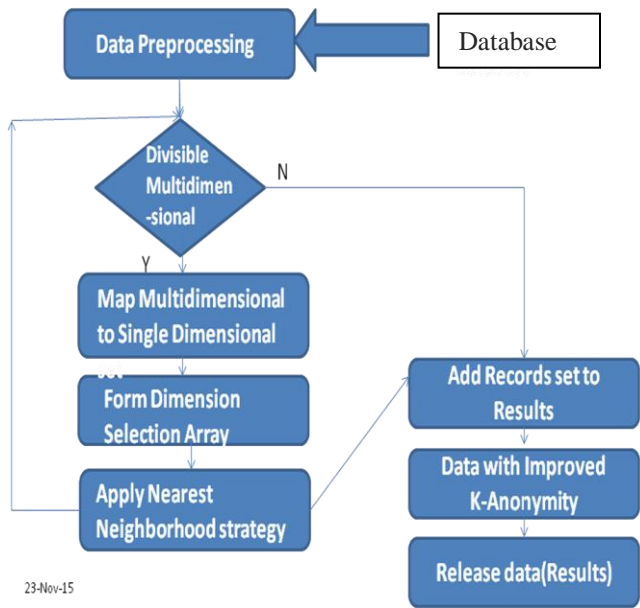 Data Preprocessing
Database
Divisible
Multidimen
-sional
N
Y
Map Multidimensional
to Single Dimensional
set
Form Dimension
Selection Array
Apply Nearest
Neighborhood strategy
Add Records set to
Results
Data with Improved
K-Anonymity
Release data(Results)
23-Nov-15